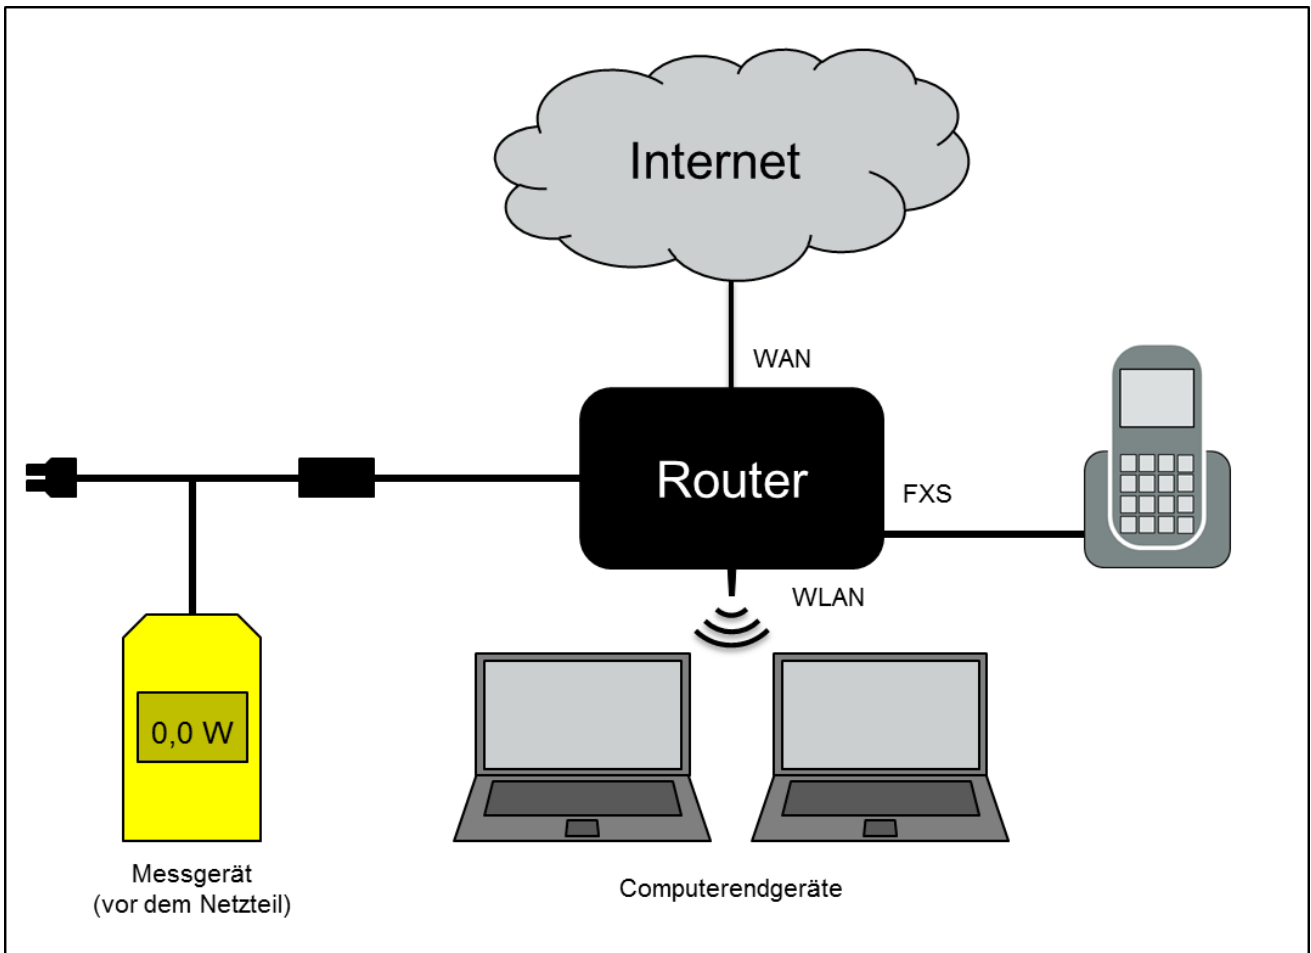 Internet
WAN
Router
FXS
WLAN
0,0 W
Messgerät
(vor dem Netzteil)
Computerendgeräte